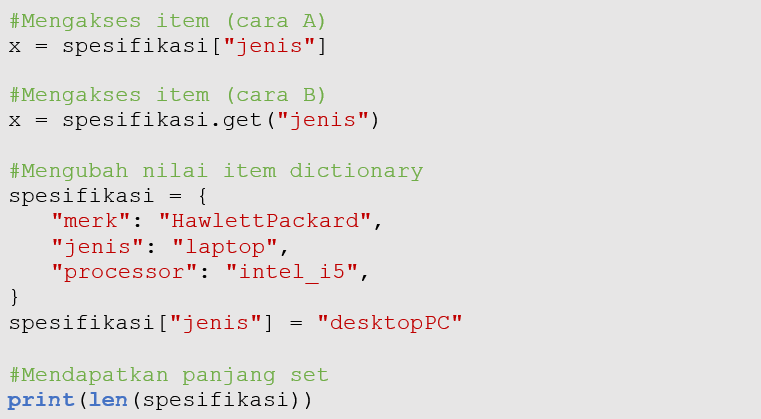 #Mengakses item (cara A)
x = spesifikasi["jenis"]
#Mengakses item (cara B)
x = spesifikasi.get("jenis")
#Mengubah nilai item dictionary
spesifikasi = {
"merk": "HawlettPackard",
"jenis": "laptop",
"processor": "intel_i5",
}
spesifikasi["jenis"] = "desktopPC"
#Mendapatkan panjang set
print(len(spesifikasi))